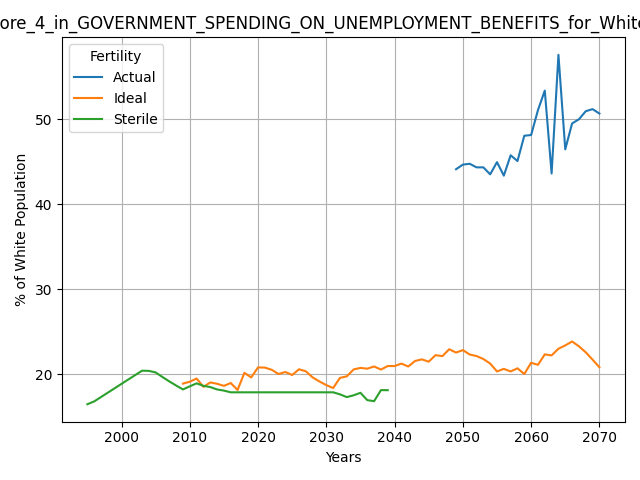 ore_4_in_GOVERNMENT_SPENDING_ON_UNEMPLOYMENT_BENEFITS_for_White
Fertility
Actual
Ideal
Sterile
% of White Population
50
40
30
20
2000 2010 2020 2030 2040 2050 2060 2070
Years